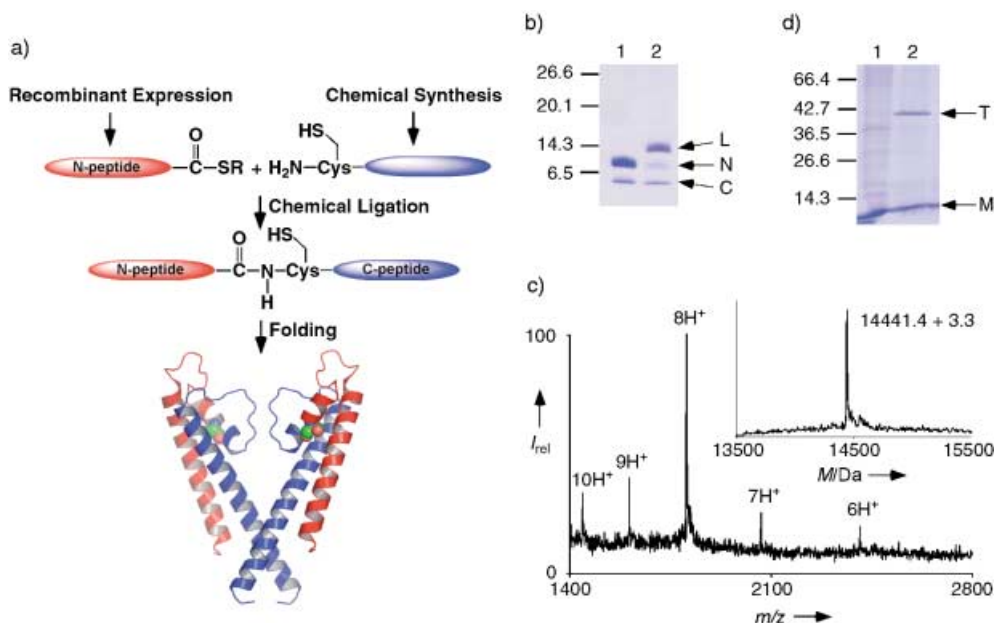 a)
Recombinant Expression
Chemical Synthesis
N-peptide
O
C
SR
+
H₂N
HS
Cys
Chemical Ligation
N-peptide
O
C
N
H
HS
Cys
C-peptide
Folding
b)
1 2
26.6
20.1
14.3
6.5
L
N
C
d)
1 2
66.4
42.7
36.5
26.6
14.3
T
M
c)
100
Irel
0
10H⁺
9H⁺
8H⁺
7H⁺
6H⁺
1400 2100 2800
m/z
14441.4 + 3.3
13500 14500 15500
M/Da